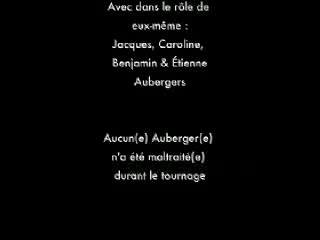 Avec dans le rôle de
eux-même :
Jacques, Caroline,
Benjamin & Étienne
Aubergers
Aucun(e) Auberger(e)
n'a été maltraité(e)
durant le tournage